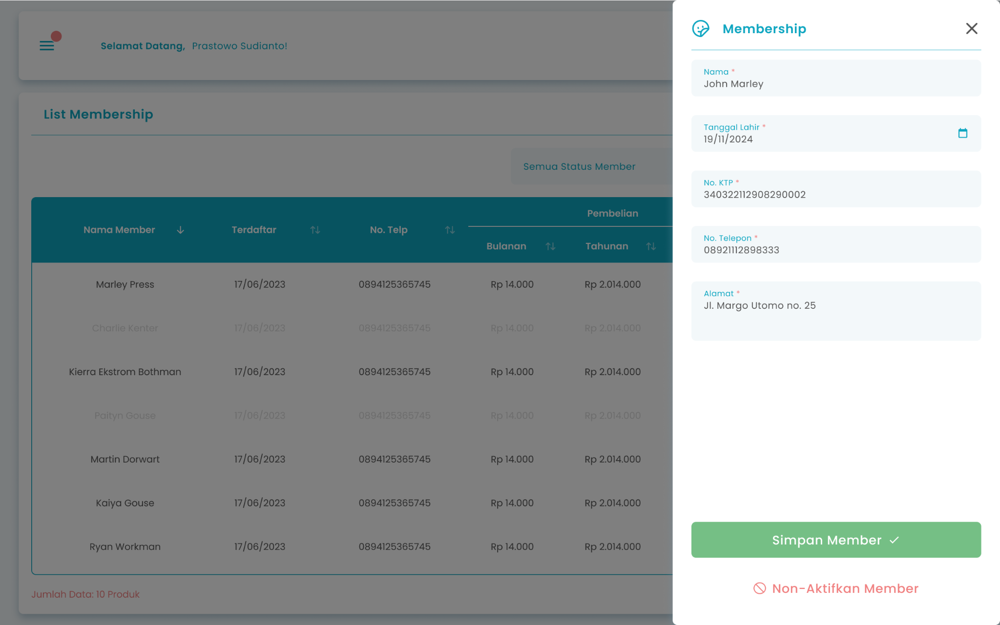 Selamat Datang, Prastowo Sudianto!
List Membership
Semua Status Member
Pembelian
Nama Member Terdaftar No. Telp
Bulanan Tahunan
Marley Press 17/06/2023 0894125365745 Rp 14.000 Rp 2.014.000
Charlie Kenter 17/06/2023 0894125365745 Rp 14.000 Rp 2.014.000
Kierra Ekstrom Bothman 17/06/2023 0894125365745 Rp 14.000 Rp 2.014.000
Paityn Gouse 17/06/2023 0894125365745 Rp 14.000 Rp 2.014.000
Martin Dorwart 17/06/2023 0894125365745 Rp 14.000 Rp 2.014.000
Kaiya Gouse 17/06/2023 0894125365745 Rp 14.000 Rp 2.014.000
Ryan Workman 17/06/2023 0894125365745 Rp 14.000 Rp 2.014.000
Jumlah Data: 10 Produk
Membership
Nama *
John Marley
Tanggal Lahir *
19/11/2024
No. KTP *
340322112908290002
No. Telepon *
08921112898333
Alamat *
Jl. Margo Utomo no. 25
Simpan Member
Non-Aktifkan Member